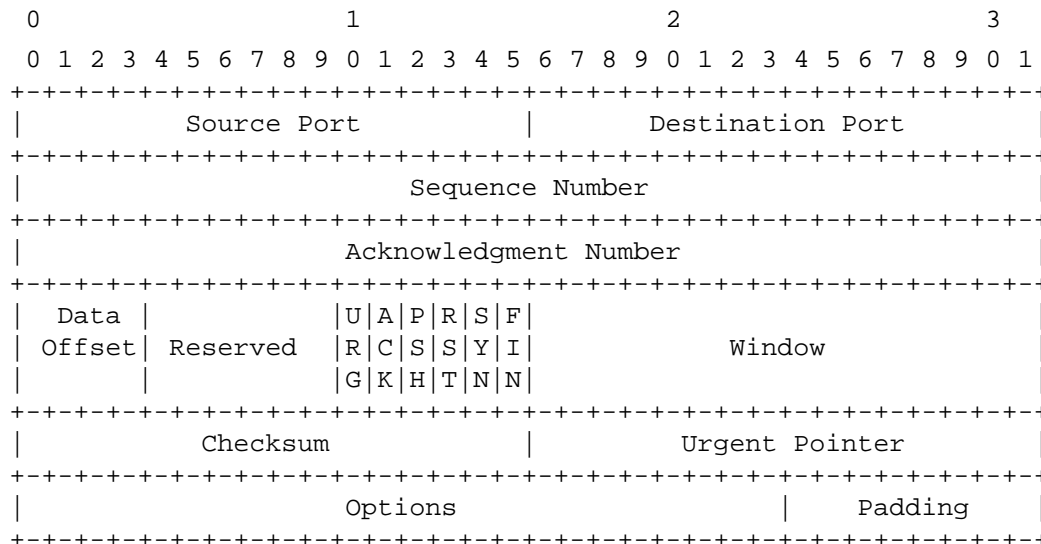 0                   1                   2                   3
 0 1 2 3 4 5 6 7 8 9 0 1 2 3 4 5 6 7 8 9 0 1 2 3 4 5 6 7 8 9 0 1
+-+-+-+-+-+-+-+-+-+-+-+-+-+-+-+-+-+-+-+-+-+-+-+-+-+-+-+-+-+-+-+-+
|          Source Port          |       Destination Port        |
+-+-+-+-+-+-+-+-+-+-+-+-+-+-+-+-+-+-+-+-+-+-+-+-+-+-+-+-+-+-+-+-+
|                        Sequence Number                        |
+-+-+-+-+-+-+-+-+-+-+-+-+-+-+-+-+-+-+-+-+-+-+-+-+-+-+-+-+-+-+-+-+
|                    Acknowledgment Number                      |
+-+-+-+-+-+-+-+-+-+-+-+-+-+-+-+-+-+-+-+-+-+-+-+-+-+-+-+-+-+-+-+-+
|  Data |           |U|A|P|R|S|F|                               |
| Offset| Reserved  |R|C|S|S|Y|I|            Window             |
|       |           |G|K|H|T|N|N|                               |
+-+-+-+-+-+-+-+-+-+-+-+-+-+-+-+-+-+-+-+-+-+-+-+-+-+-+-+-+-+-+-+-+
|           Checksum            |         Urgent Pointer        |
+-+-+-+-+-+-+-+-+-+-+-+-+-+-+-+-+-+-+-+-+-+-+-+-+-+-+-+-+-+-+-+-+
|                    Options                    |    Padding    |
+-+-+-+-+-+-+-+-+-+-+-+-+-+-+-+-+-+-+-+-+-+-+-+-+-+-+-+-+-+-+-+-+